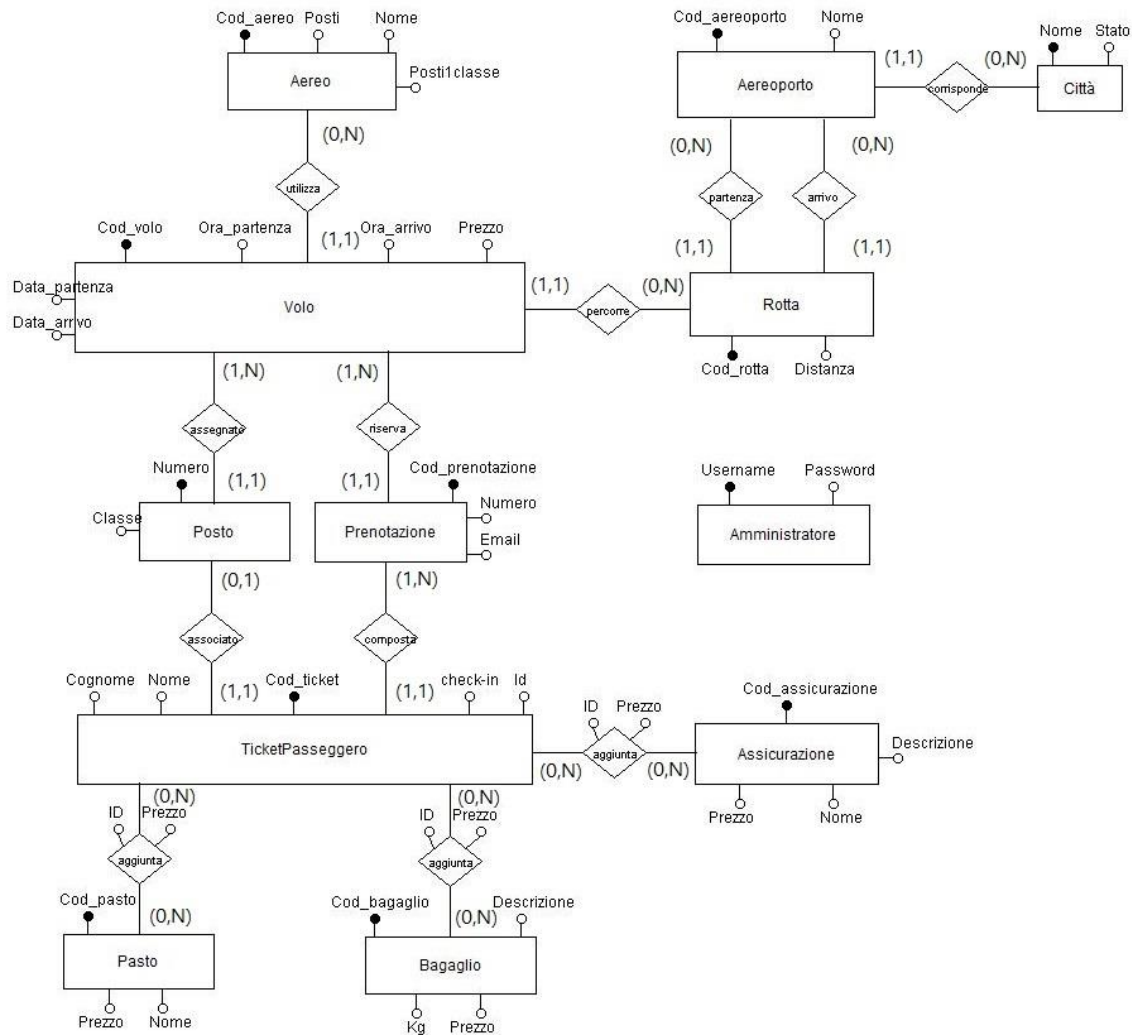 Cod_aereo Posti Nome
Aereo
Posti1classe
(0,N)
utilizza
(1,1)
Cod_aereoporto Nome
Aereoporto
(1,1) (0,N)
corrisponde
Nome Stato
Città
(0,N) (0,N)
partenza arrivo
(1,1) (1,1)
Cod_volo Ora_partenza Ora_arrivo Prezzo
Data_partenza
Data_arrivo
Volo
(1,1) (0,N)
percorre
Rotta
Cod_rotta Distanza
(1,N) (1,N)
assegnato riserva
(1,1) (1,1)
Numero
Classe
Posto
Cod_prenotazione
Numero
Email
Prenotazione
Username Password
Amministratore
(0,1) (1,N)
associato composta
(1,1) (1,1)
Cognome Nome Cod_ticket check-in Id
TicketPasseggero
ID Prezzo
aggiunta
(0,N) (0,N)
Cod_assicurazione
Assicurazione
Descrizione
Prezzo Nome
(0,N) (0,N)
ID Prezzo
aggiunta
(0,N)
Cod_pasto
Pasto
Prezzo Nome
ID Prezzo
aggiunta
(0,N)
Cod_bagaglio Descrizione
Bagaglio
Kg Prezzo